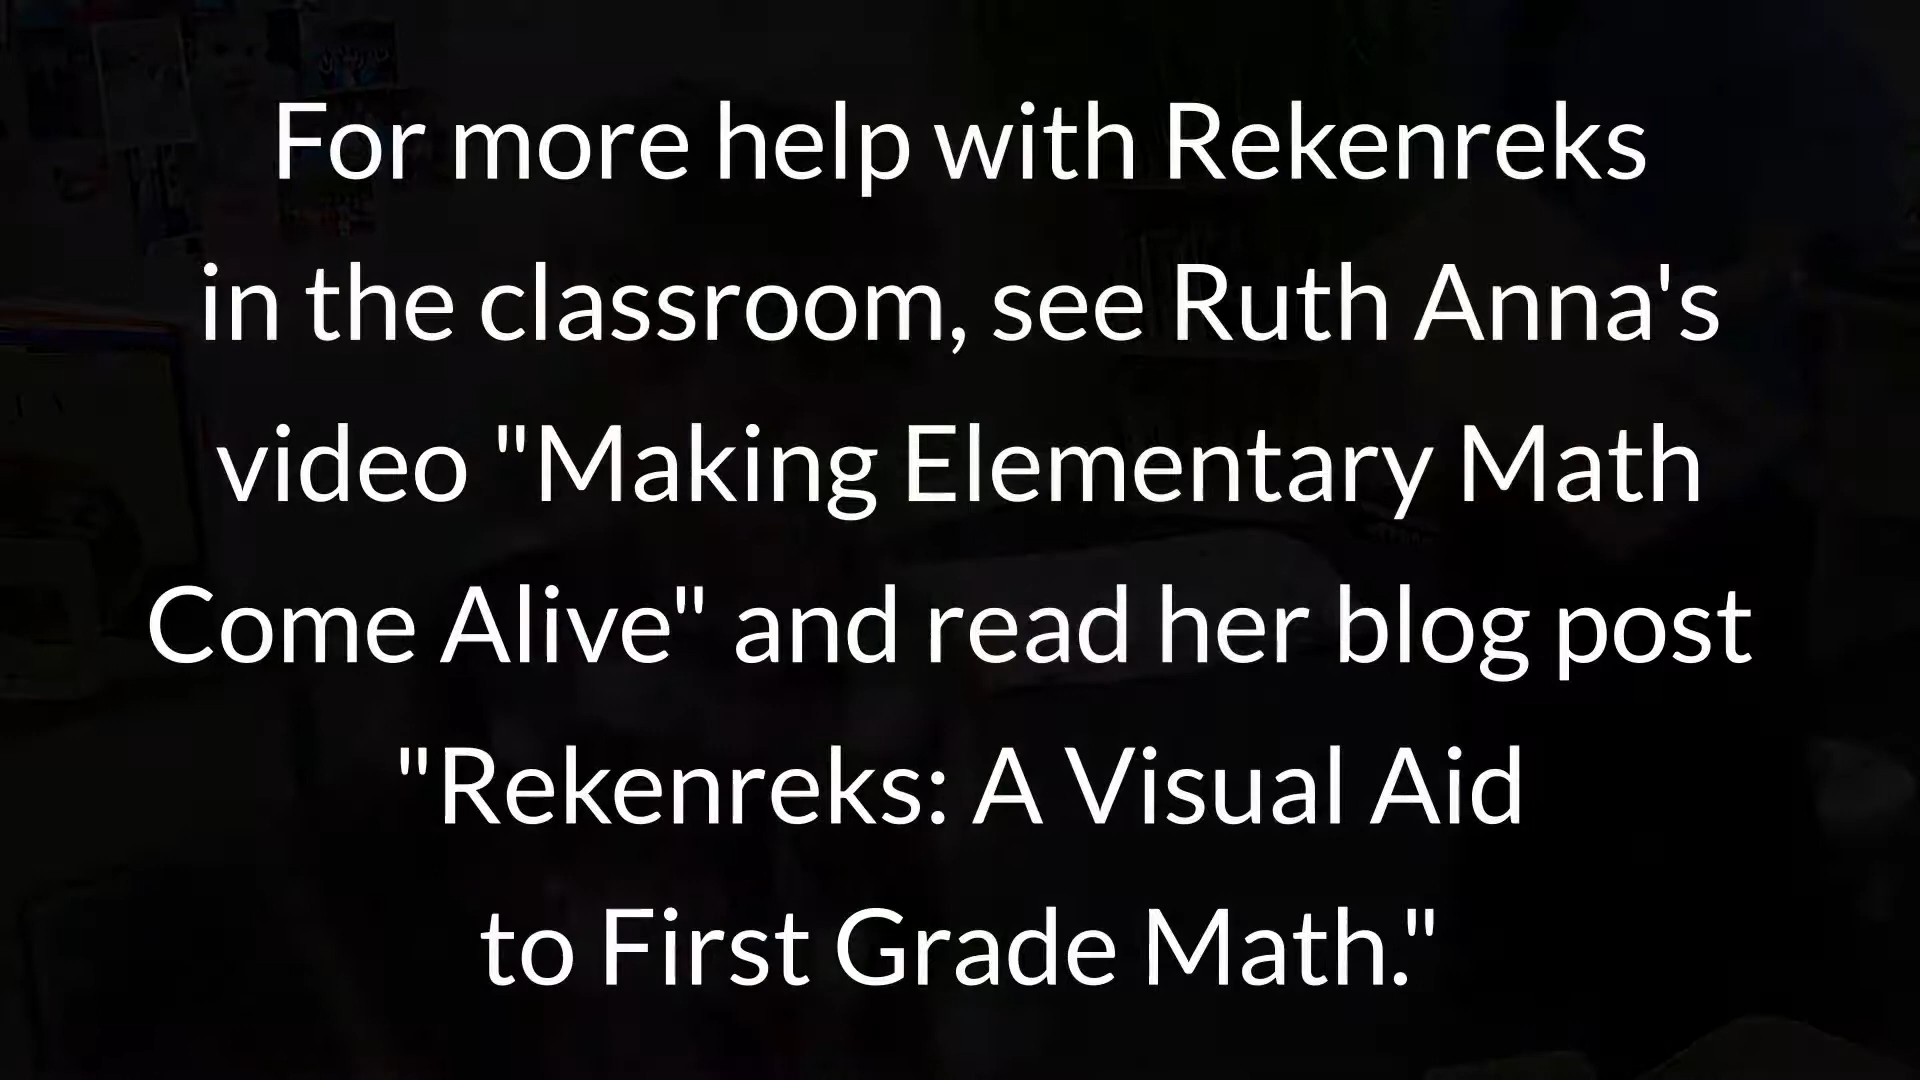 For more help with Rekenreks
in the classroom, see Ruth Anna's
video "Making Elementary Math
Come Alive" and read her blog post
"Rekenreks: A Visual Aid
to First Grade Math."